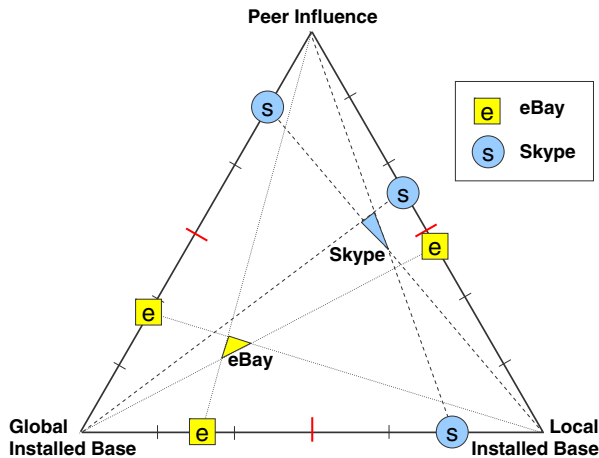 Peer Influence
s
e
eBay
s
Skype
s
Skype
e
e
eBay
Global
Installed Base
e
s
Local
Installed Base